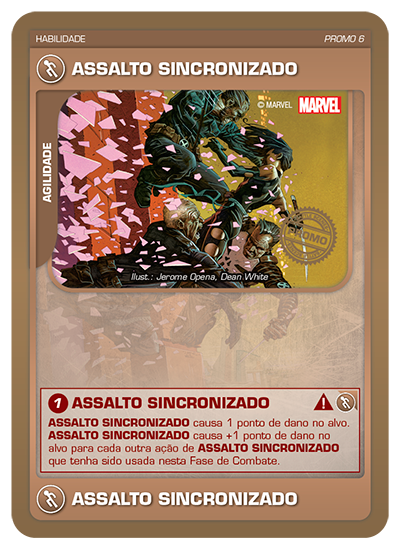 HABILIDADE
PROMO 6
ASSALTO SINCRONIZADO
© MARVEL
MARVEL
AGILIDADE
PROMO
Ilust.: Jerome Opena, Dean White
1 ASSALTO SINCRONIZADO
ASSALTO SINCRONIZADO causa 1 ponto de dano no alvo.
ASSALTO SINCRONIZADO causa +1 ponto de dano no
alvo para cada outra ação de ASSALTO SINCRONIZADO
que tenha sido usada nesta Fase de Combate.
ASSALTO SINCRONIZADO